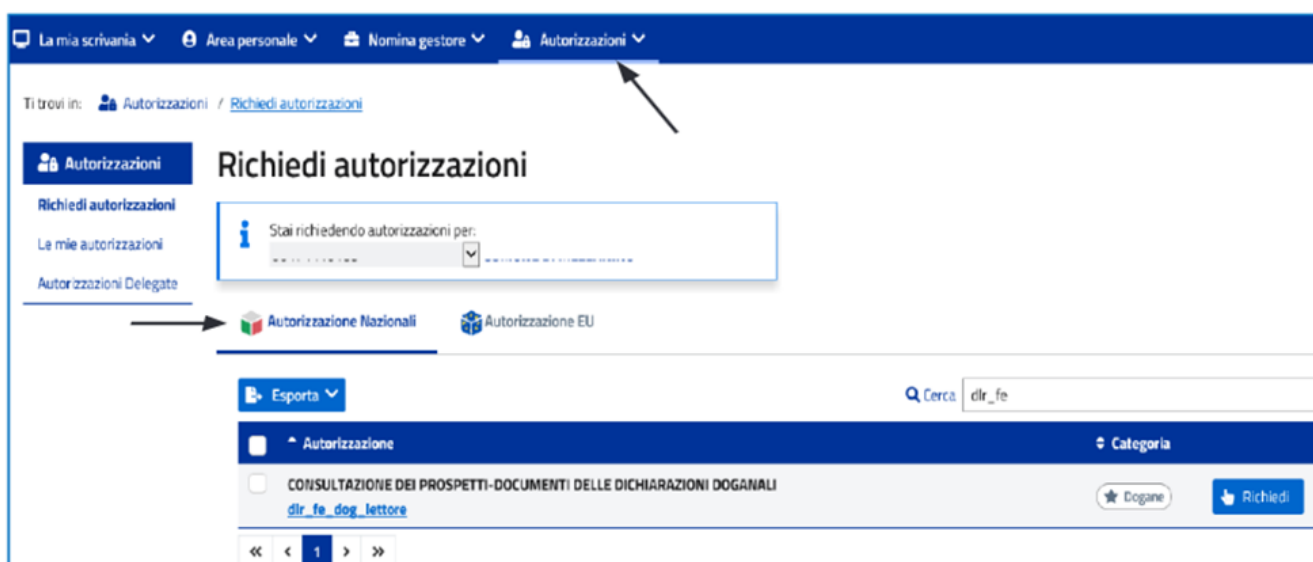 La mia scrivania Area personale Nomina gestore Autorizzazioni
Ti trovi in: Autorizzazioni / Richiedi autorizzazioni
Autorizzazioni
Richiedi autorizzazioni
Le mie autorizzazioni
Autorizzazioni Delegate
Richiedi autorizzazioni
Stai richiedendo autorizzazioni per:
Autorizzazione Nazionali Autorizzazione EU
Esporta Cerca dlr_fe
Autorizzazione Categoria
CONSULTAZIONE DEI PROSPETTI-DOCUMENTI DELLE DICHIARAZIONI DOGANALI
dlr_fe_dog_lettore Dogane Richiedi
« < 1 > »